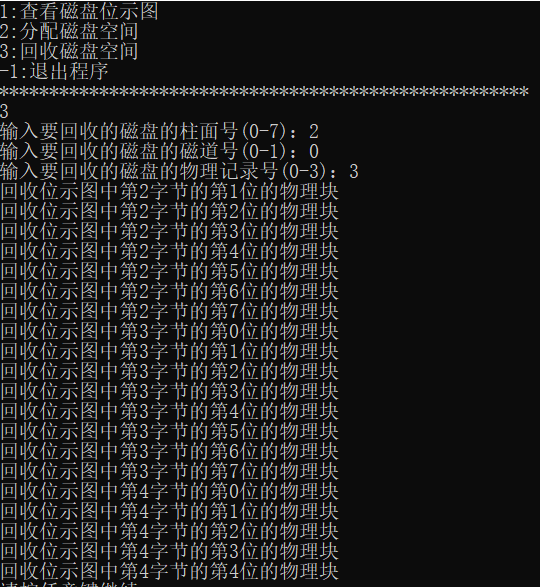 1:查看磁盘位示图
2:分配磁盘空间
3:回收磁盘空间
-1:退出程序
*****************************************************
3
输入要回收的磁盘的柱面号(0-7): 2
输入要回收的磁盘的磁道号(0-1): 0
输入要回收的磁盘的物理记录号(0-3): 3
回收位示图中第2字节的第1位的物理块
回收位示图中第2字节的第2位的物理块
回收位示图中第2字节的第3位的物理块
回收位示图中第2字节的第4位的物理块
回收位示图中第2字节的第5位的物理块
回收位示图中第2字节的第6位的物理块
回收位示图中第2字节的第7位的物理块
回收位示图中第3字节的第0位的物理块
回收位示图中第3字节的第1位的物理块
回收位示图中第3字节的第2位的物理块
回收位示图中第3字节的第3位的物理块
回收位示图中第3字节的第4位的物理块
回收位示图中第3字节的第5位的物理块
回收位示图中第3字节的第6位的物理块
回收位示图中第3字节的第7位的物理块
回收位示图中第4字节的第0位的物理块
回收位示图中第4字节的第1位的物理块
回收位示图中第4字节的第2位的物理块
回收位示图中第4字节的第3位的物理块
回收位示图中第4字节的第4位的物理块